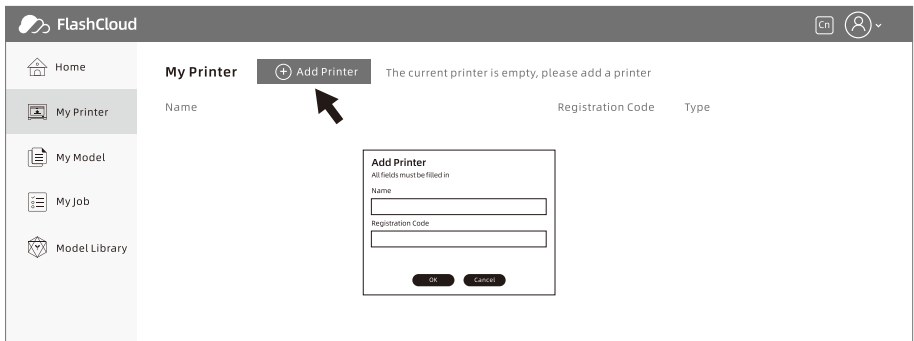 FlashCloud
Cn
Home
My Printer
My Model
My Job
Model Library
My Printer
Add Printer
The current printer is empty, please add a printer
Name
Registration Code
Type
Add Printer
All fields must be filled in
Name
Registration Code
OK
Cancel